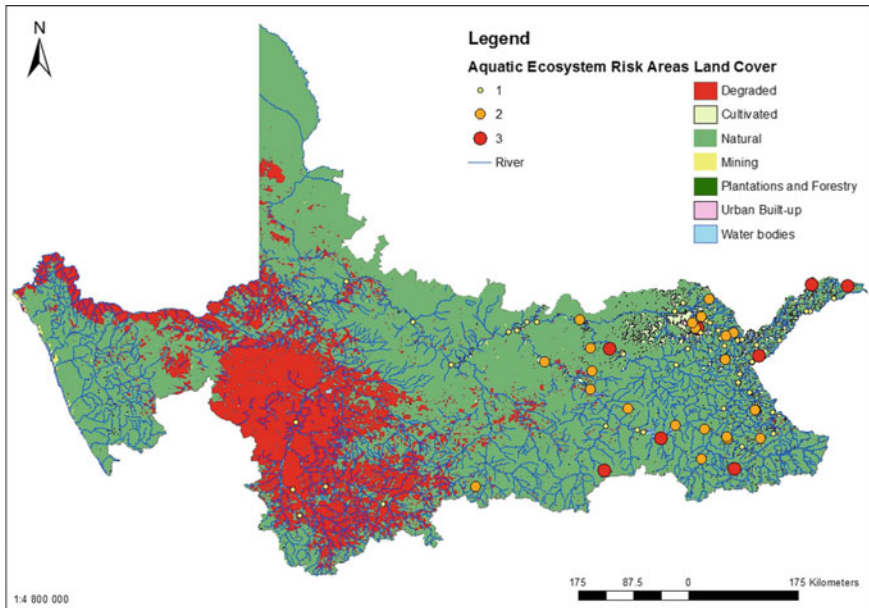 N
Legend
Aquatic Ecosystem Risk Areas Land Cover
1
2
3
River
Degraded
Cultivated
Natural
Mining
Plantations and Forestry
Urban Built-up
Water bodies
1:4 800 000
175 87.5 0 175 Kilometers